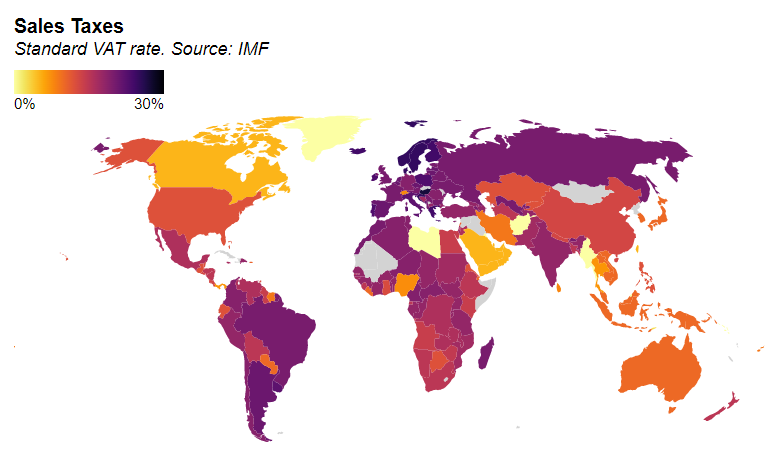 Sales Taxes
Standard VAT rate. Source: IMF
0% 30%